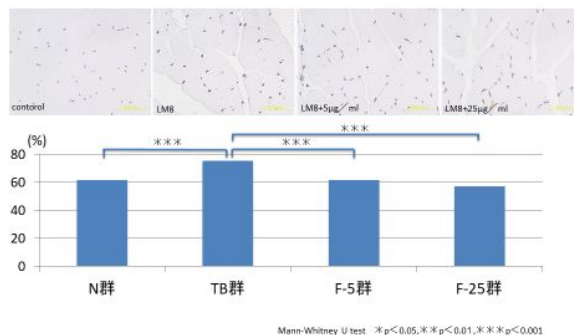 contorol
LM8
LM8+5μg／ml
LM8+25μg／ml
(%)
***
***
***
80
60
40
20
0
N群
TB群
F-5群
F-25群
Mann-Whitney U test *p<0.05,**p<0.01,***p<0.001